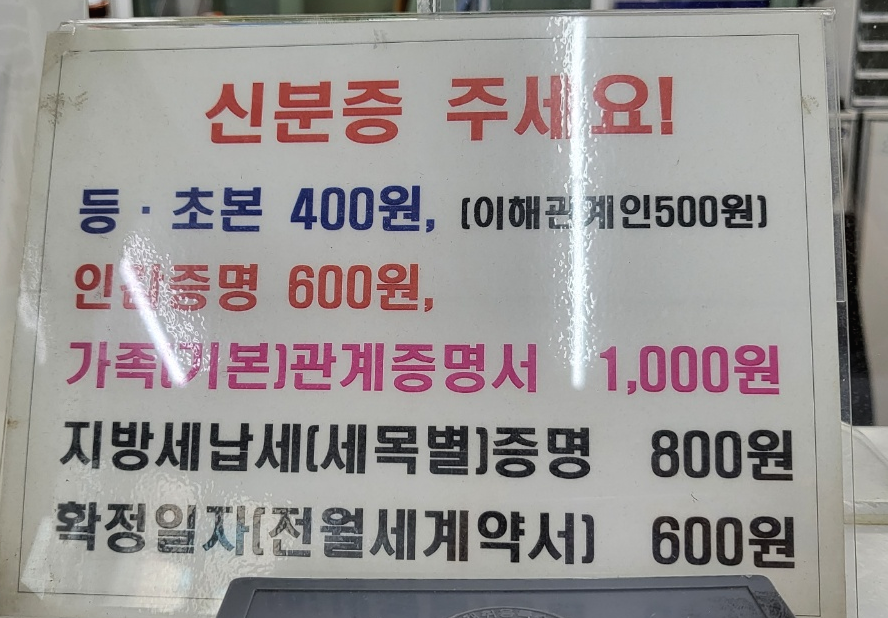 신분증 주세요!
등·초본 400원, (이해관계인500원)
인감증명 600원,
가족(기본)관계증명서 1,000원
지방세납세(세목별)증명 800원
확정일자(전월세계약서) 600원